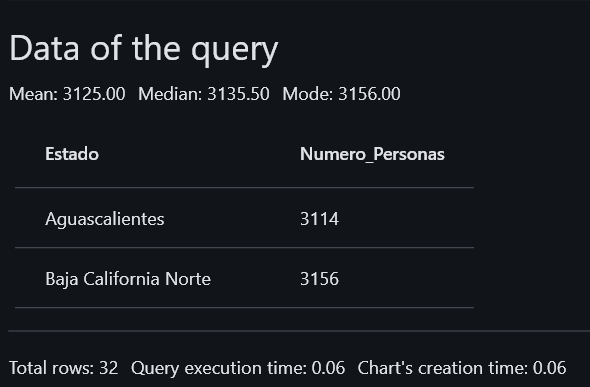 Data of the query
Mean: 3125.00 Median: 3135.50 Mode: 3156.00
Estado Numero_Personas
Aguascalientes 3114
Baja California Norte 3156
Total rows: 32 Query execution time: 0.06 Chart's creation time: 0.06